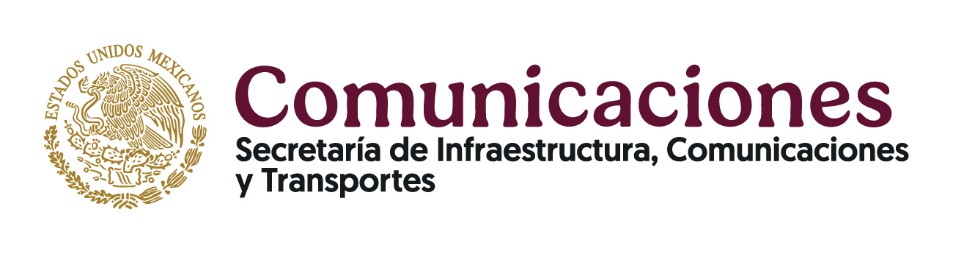 ESTADOS UNIDOS MEXICANOS
Comunicaciones
Secretaría de Infraestructura, Comunicaciones
y Transportes